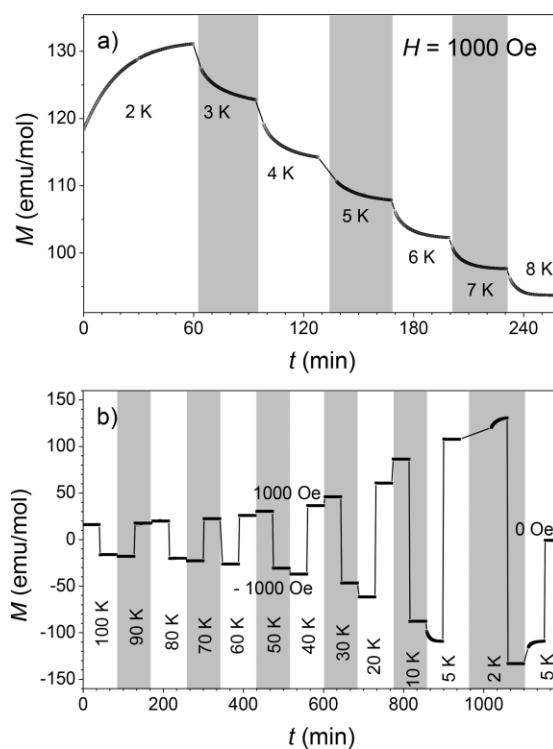 a)
H = 1000 Oe
M (emu/mol)
130
120
110
100
2 K
3 K
4 K
5 K
6 K
7 K
8 K
0
60
120
180
240
t (min)
b)
M (emu/mol)
150
100
50
0
-50
-100
-150
1000 Oe
- 1000 Oe
0 Oe
100 K
90 K
80 K
70 K
60 K
50 K
40 K
30 K
20 K
10 K
5 K
2 K
5 K
0
200
400
600
800
1000
t (min)